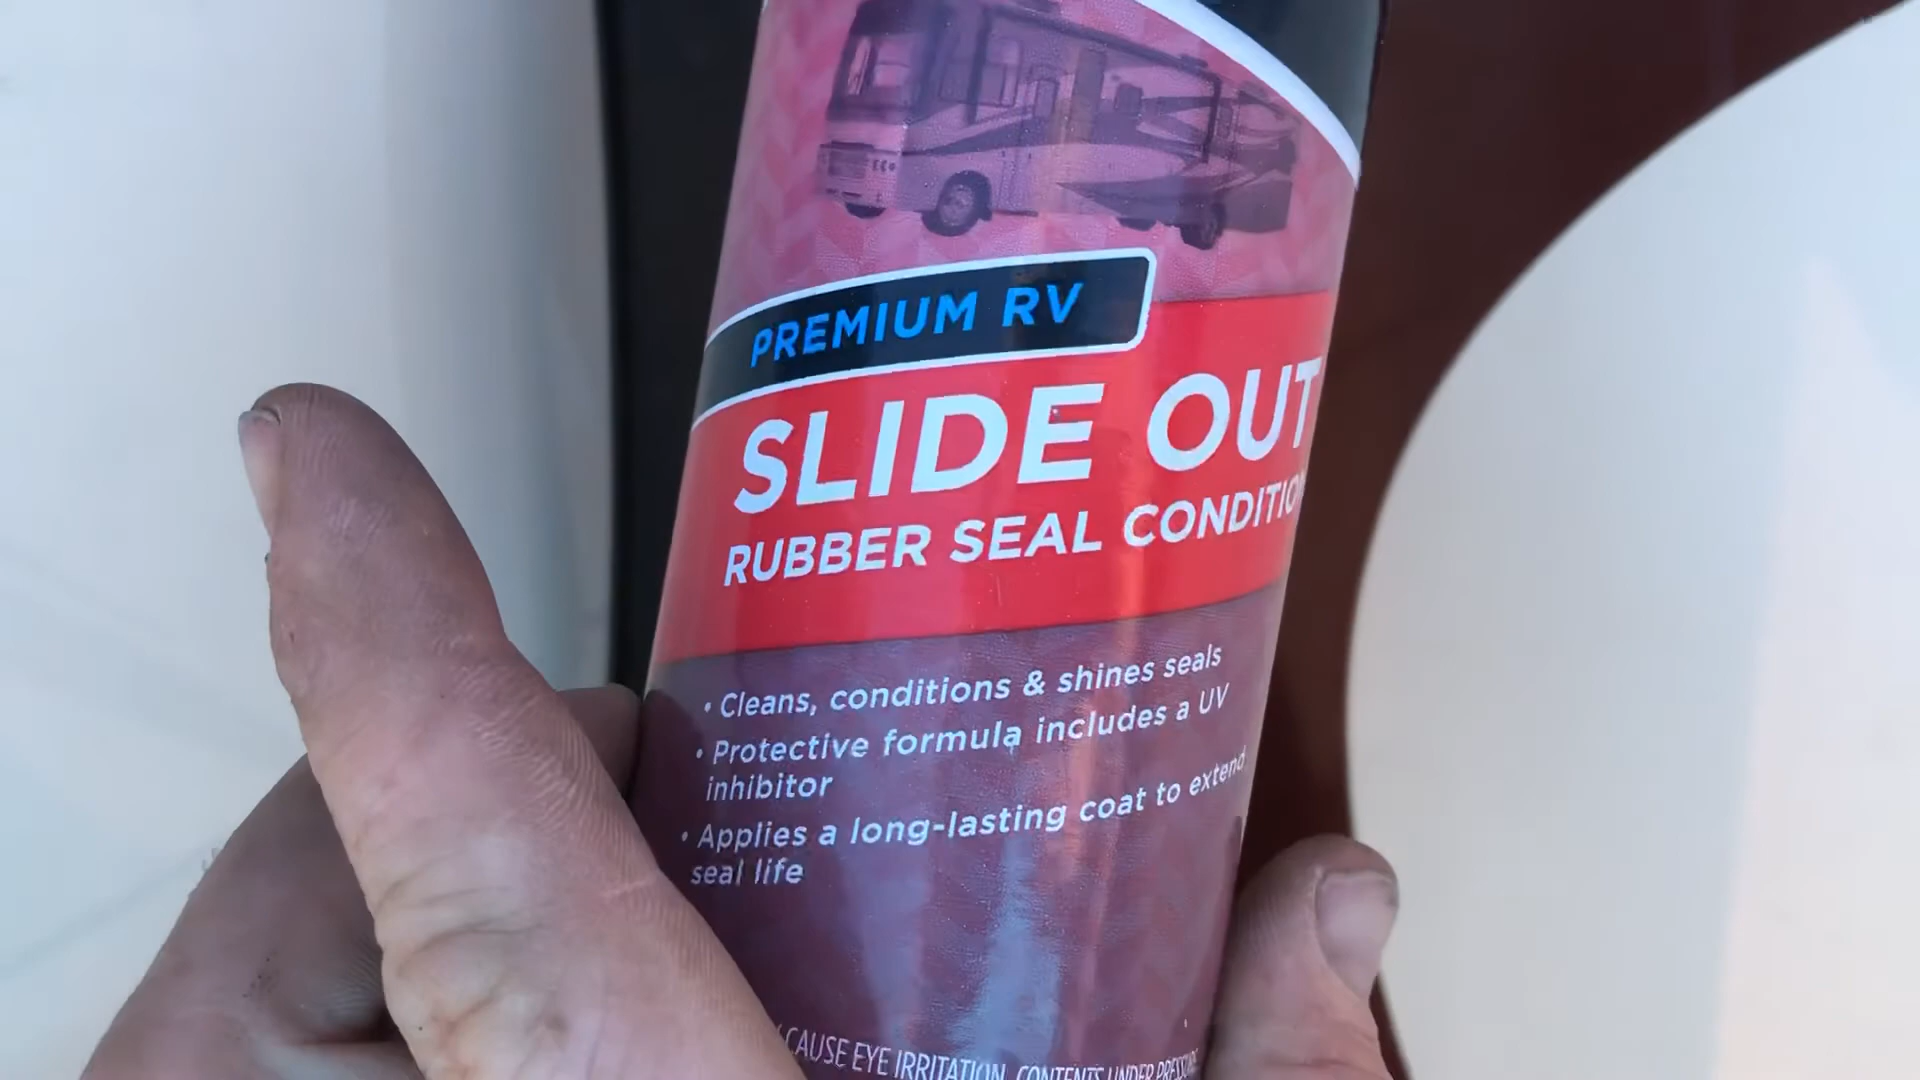 PREMIUM RV
SLIDE OUT
RUBBER SEAL CONDITIO
• Cleans, conditions & shines seals
• Protective formula includes a UV
inhibitor
• Applies a long-lasting coat to extend
seal life
CAUSE EYE IRRITATION. CONTENTS UNDER PRESSURE